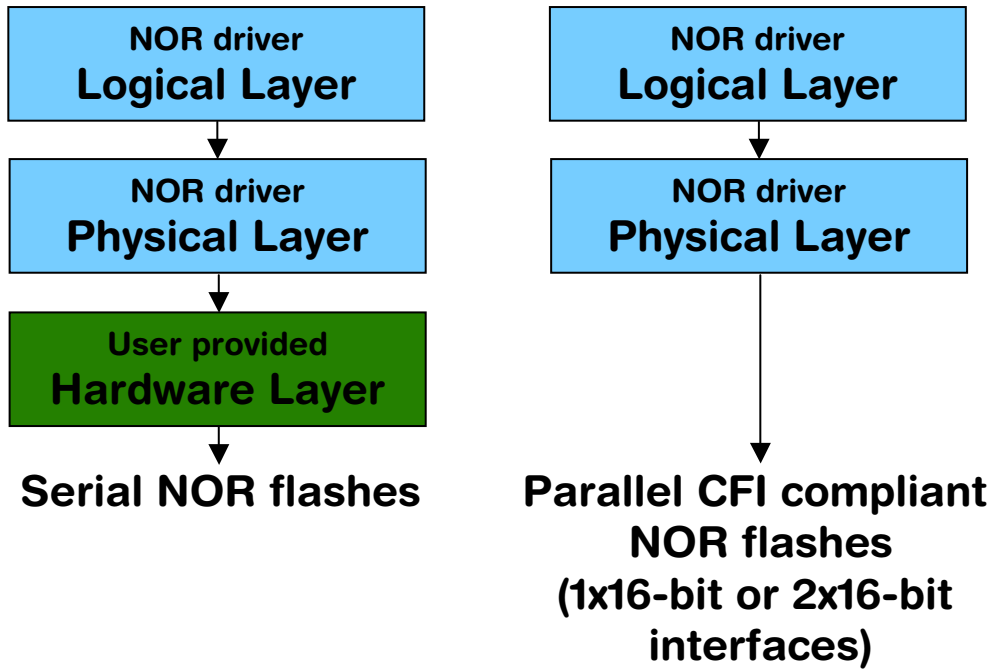 NOR driver
Logical Layer
NOR driver
Physical Layer
User provided
Hardware Layer
Serial NOR flashes
NOR driver
Logical Layer
NOR driver
Physical Layer
Parallel CFI compliant
NOR flashes
(1x16-bit or 2x16-bit
interfaces)